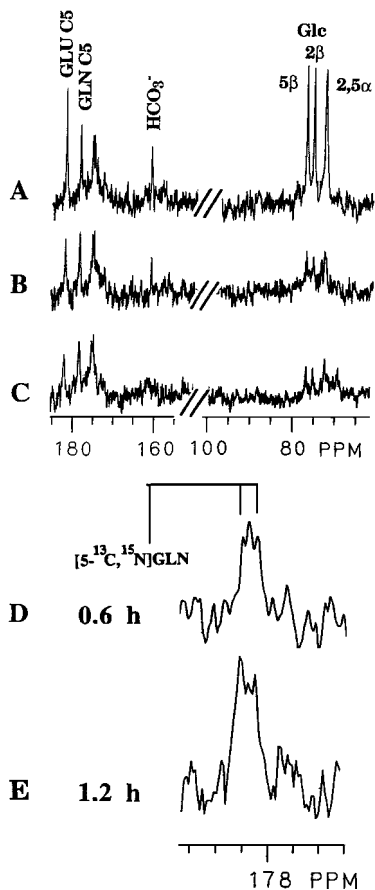 GLU C5
GLN C5
HCO₃⁻
Glc
2β
5β
2,5α
A
B
C
180 160 100 80 PPM
[5-¹³C,¹⁵N]GLN
D 0.6 h
E 1.2 h
178 PPM